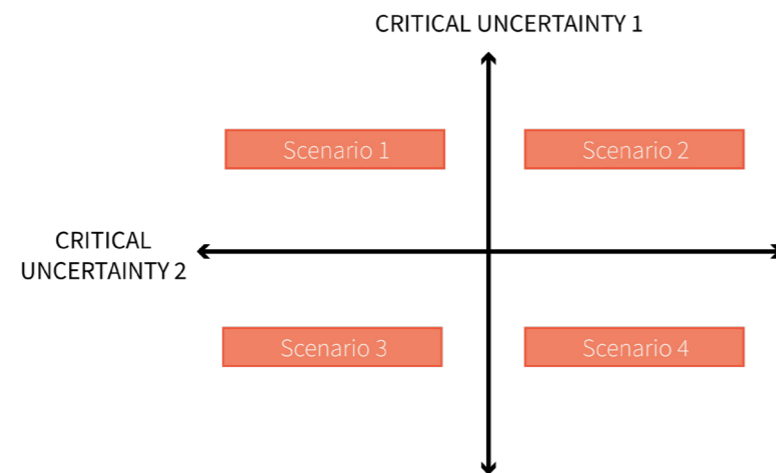 CRITICAL UNCERTAINTY 1
Scenario 1
Scenario 2
CRITICAL
UNCERTAINTY 2
Scenario 3
Scenario 4